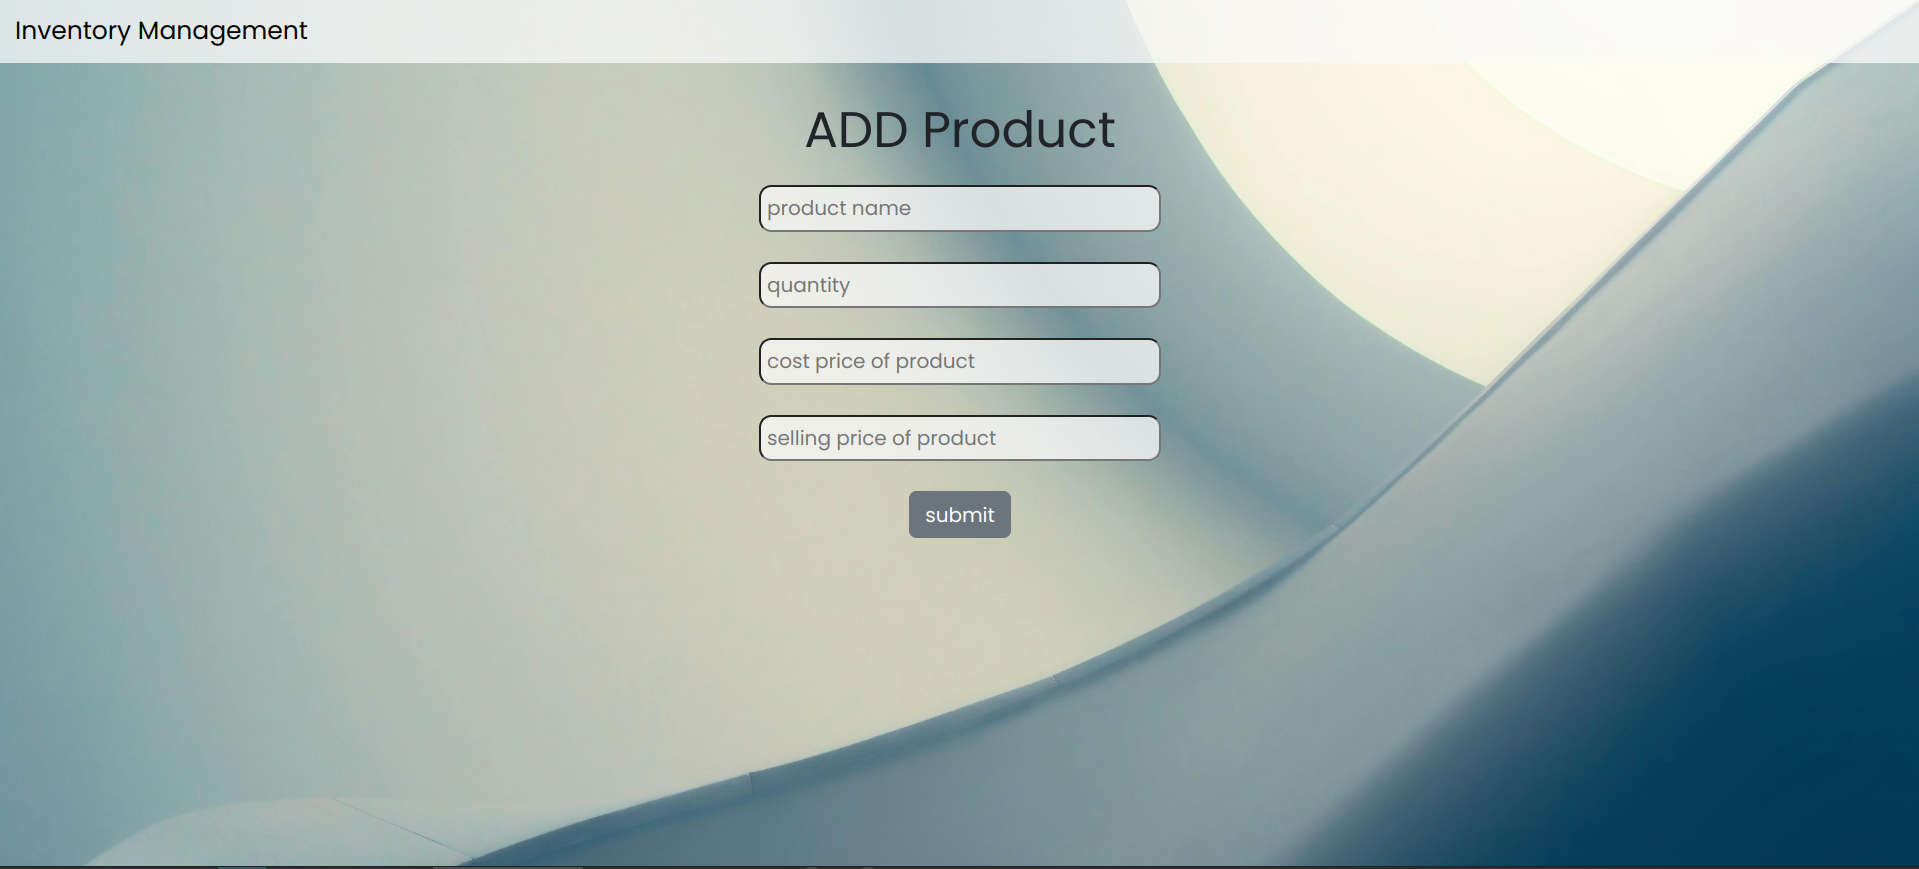 Inventory Management
ADD Product
product name
quantity
cost price of product
selling price of product
submit